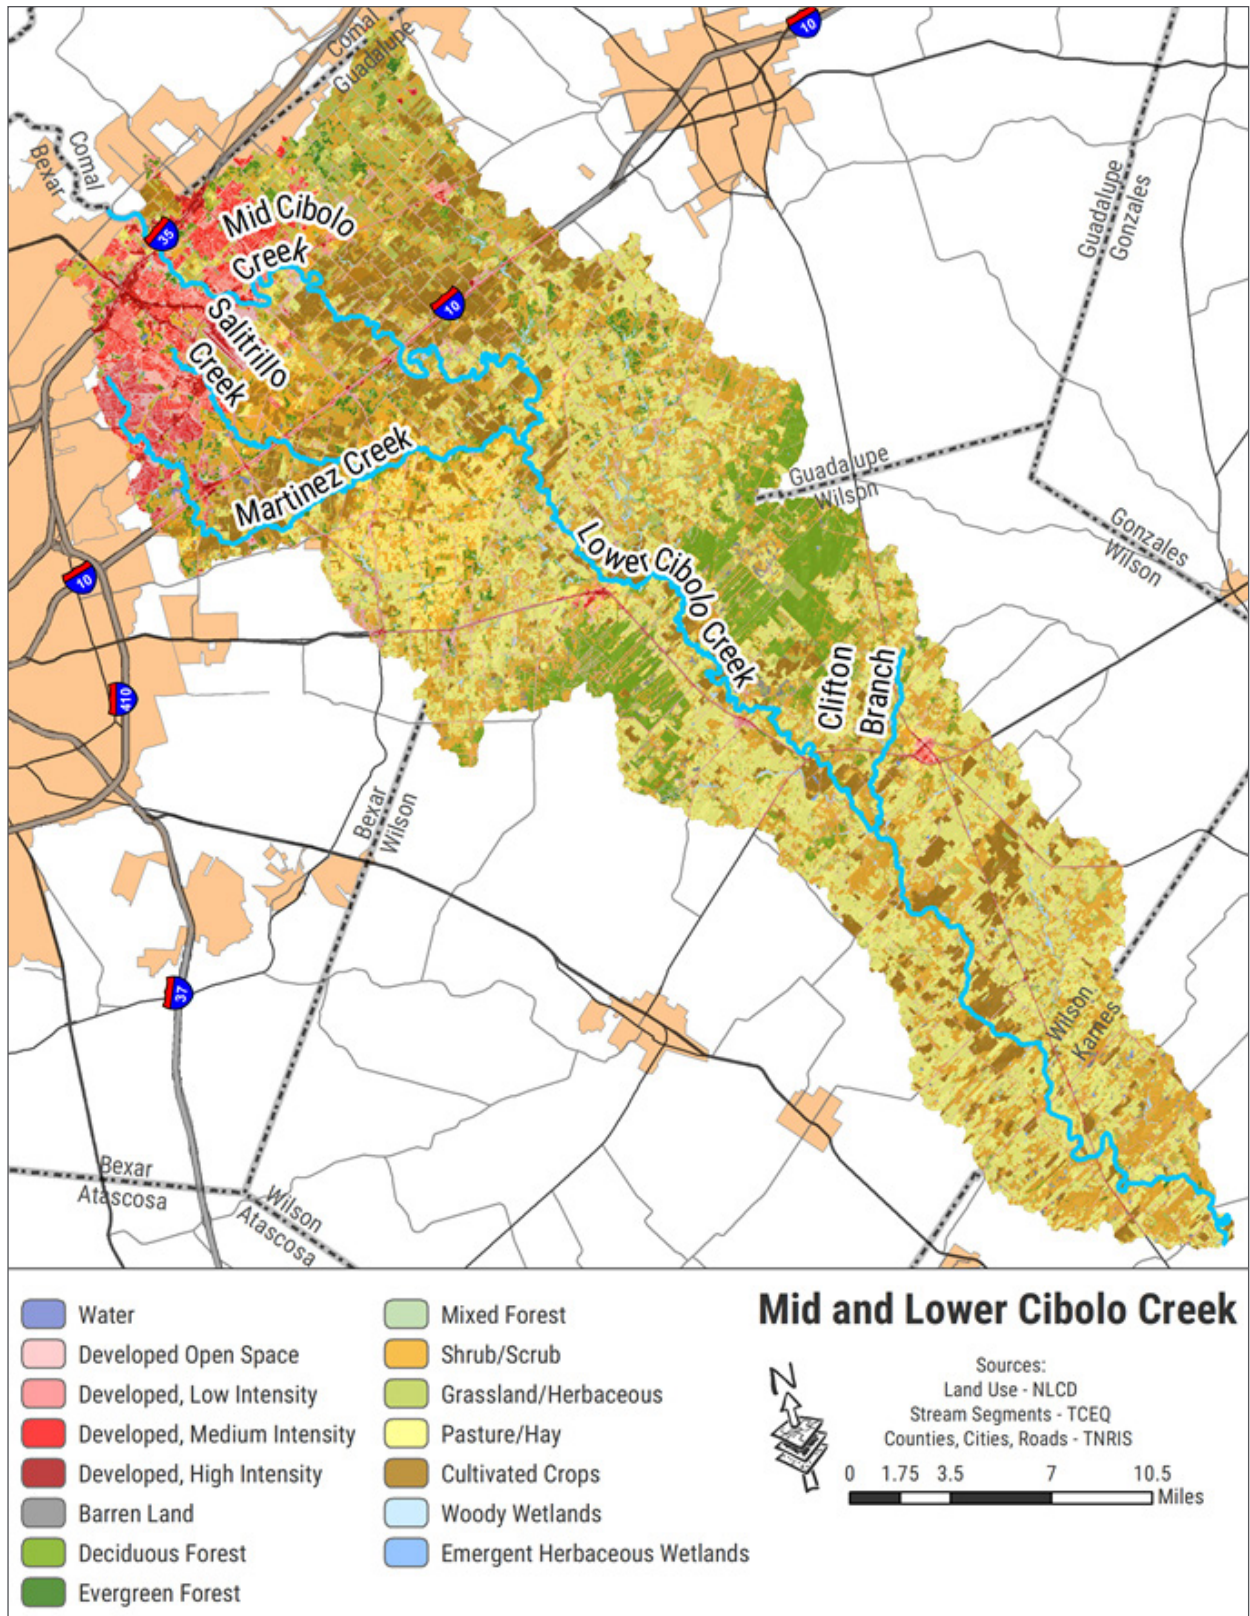 10
Comal
Guadalupe
Comal
Bexar
35
Mid Cibolo
Creek
Guadalupe
Gonzales
10
Salitrillo
Creek
Martinez Creek
Guadalupe
Wilson
Gonzales
Wilson
Lower Cibolo Creek
10
410
Clifton
Branch
Bexar
Wilson
37
Wilson
Karnes
Bexar
Atascosa
Wilson
Atascosa
Mid and Lower Cibolo Creek
Water
Developed Open Space
Developed, Low Intensity
Developed, Medium Intensity
Developed, High Intensity
Barren Land
Deciduous Forest
Evergreen Forest
Mixed Forest
Shrub/Scrub
Grassland/Herbaceous
Pasture/Hay
Cultivated Crops
Woody Wetlands
Emergent Herbaceous Wetlands
N
Sources:
Land Use - NLCD
Stream Segments - TCEQ
Counties, Cities, Roads - TNRIS
0 1.75 3.5 7 10.5
Miles